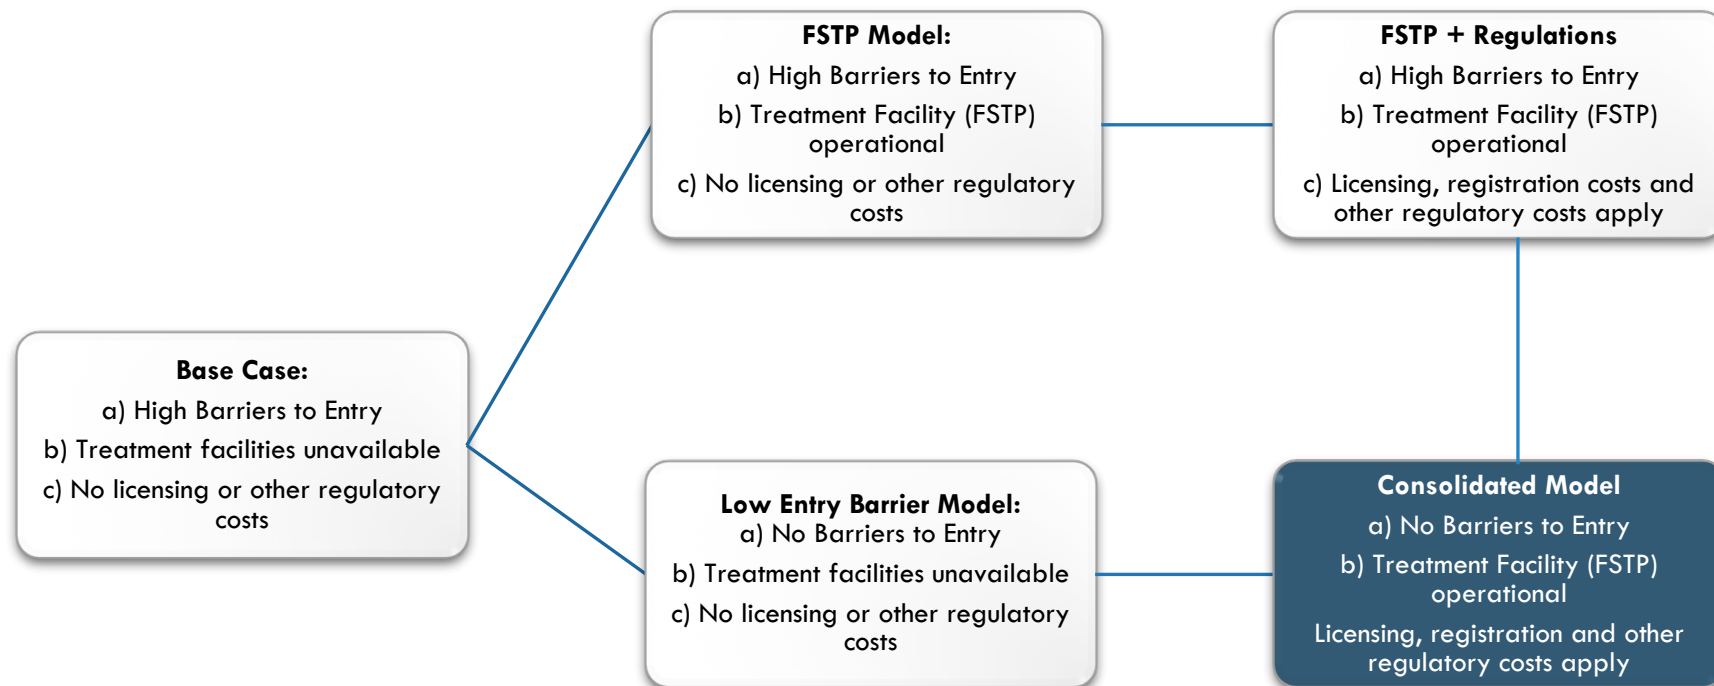 Base Case:
a) High Barriers to Entry
b) Treatment facilities unavailable
c) No licensing or other regulatory
costs
FSTP Model:
a) High Barriers to Entry
b) Treatment Facility (FSTP)
operational
c) No licensing or other regulatory
costs
FSTP + Regulations
a) High Barriers to Entry
b) Treatment Facility (FSTP)
operational
c) Licensing, registration costs and
other regulatory costs apply
Low Entry Barrier Model:
a) No Barriers to Entry
b) Treatment facilities unavailable
c) No licensing or other regulatory
costs
Consolidated Model
a) No Barriers to Entry
b) Treatment Facility (FSTP)
operational
Licensing, registration and other
regulatory costs apply